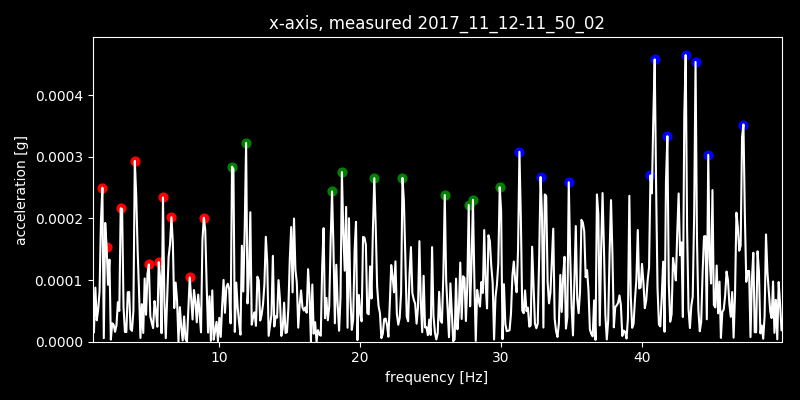 x-axis, measured 2017_11_12-11_50_02
acceleration [g]
0.0004
0.0003
0.0002
0.0001
0.0000
10 20 30 40
frequency [Hz]